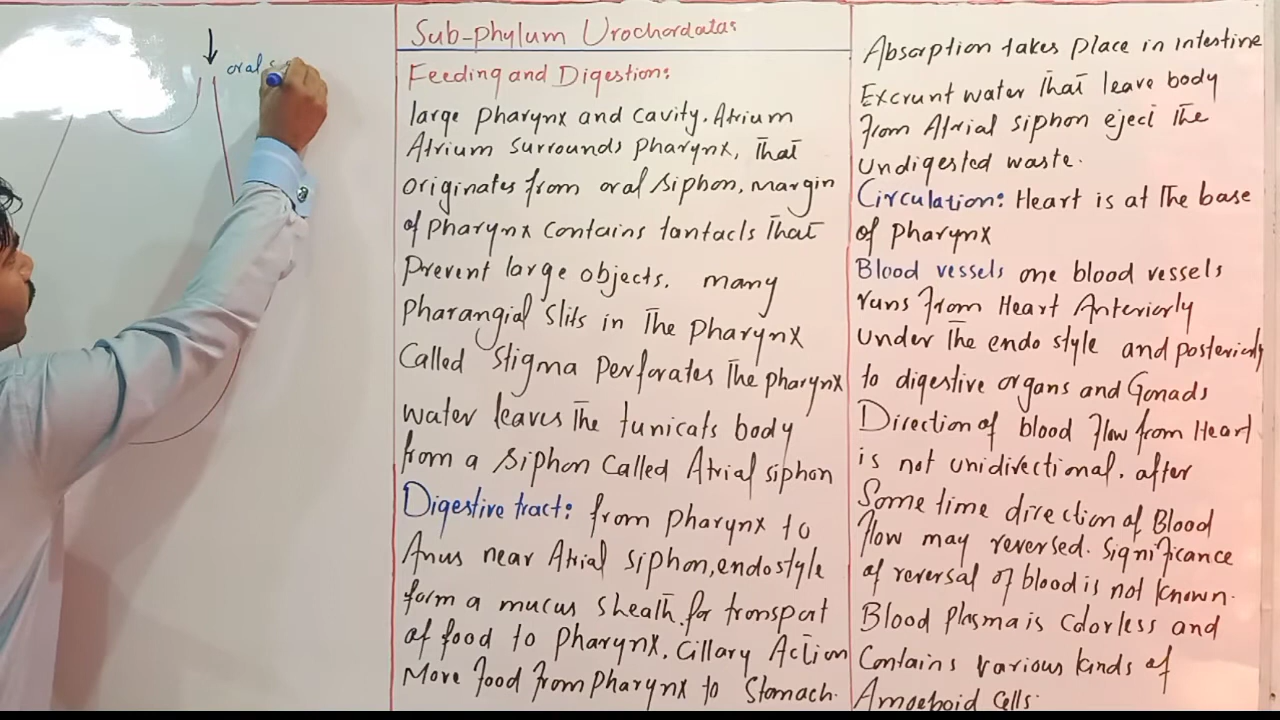 oral s
Sub-phylum Urochordatas
Feeding and Digestion:
large pharynx and cavity. Atrium
Atrium surrounds pharynx, that
originates from oral siphon, margin
of pharynx contains tantacls that
prevent large objects. many
pharangial slits in the pharynx
Called Stigma perforates the pharynx
water leaves the tunicats body
from a siphon called Atrial siphon
Digestive tract: from pharynx to
Anus near Atrial siphon, endostyle
form a mucus sheath for transport
of food to pharynx. Cillary Action
Move food from pharynx to stomach.
Absorption takes place in intestine
Excrunt water that leave body
from Atrial siphon eject the
undigested waste.
Circulation: Heart is at the base
of pharynx
Blood vessels one blood vessels
runs from Heart Anteriorly
under the endo style and posteriorly
to digestive organs and Gonads
Direction of blood flow from Heart
is not unidirectional. after
Some time direction of Blood
flow may reversed. Significance
of reversal of blood is not known.
Blood plasma is colorless and
Contains various kinds of
Amoeboid cells.